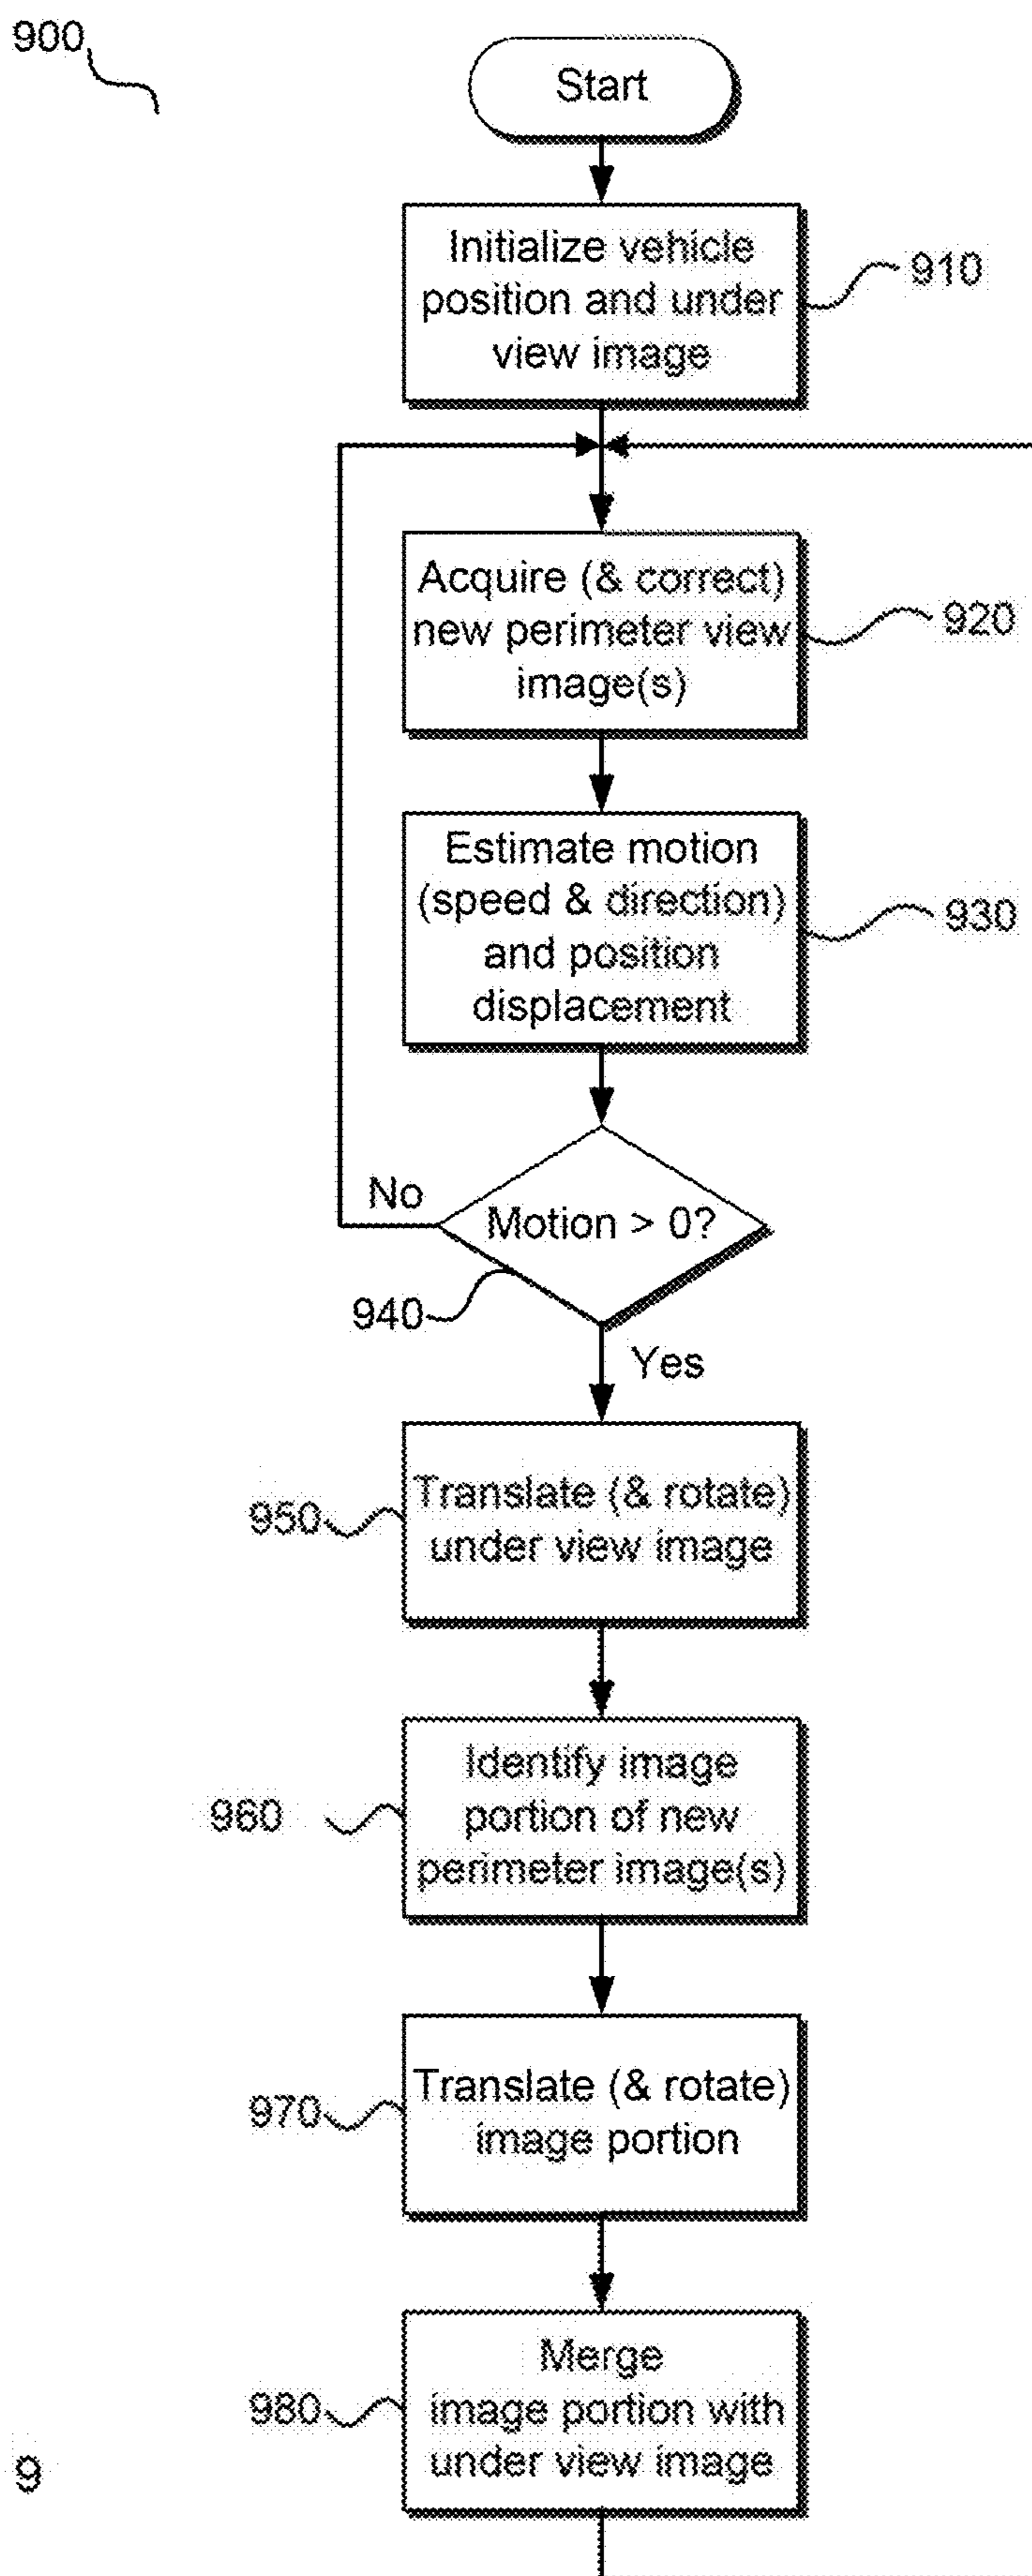 900
Start
Initialize vehicle
position and under
view image
910
Acquire (& correct)
new perimeter view
image(s)
920
Estimate motion
(speed & direction)
and position
displacement
930
No
Motion > 0?
940
Yes
Translate (& rotate)
under view image
950
Identify image
portion of new
perimeter image(s)
960
Translate (& rotate)
image portion
970
Merge
image portion with
under view image
980
9